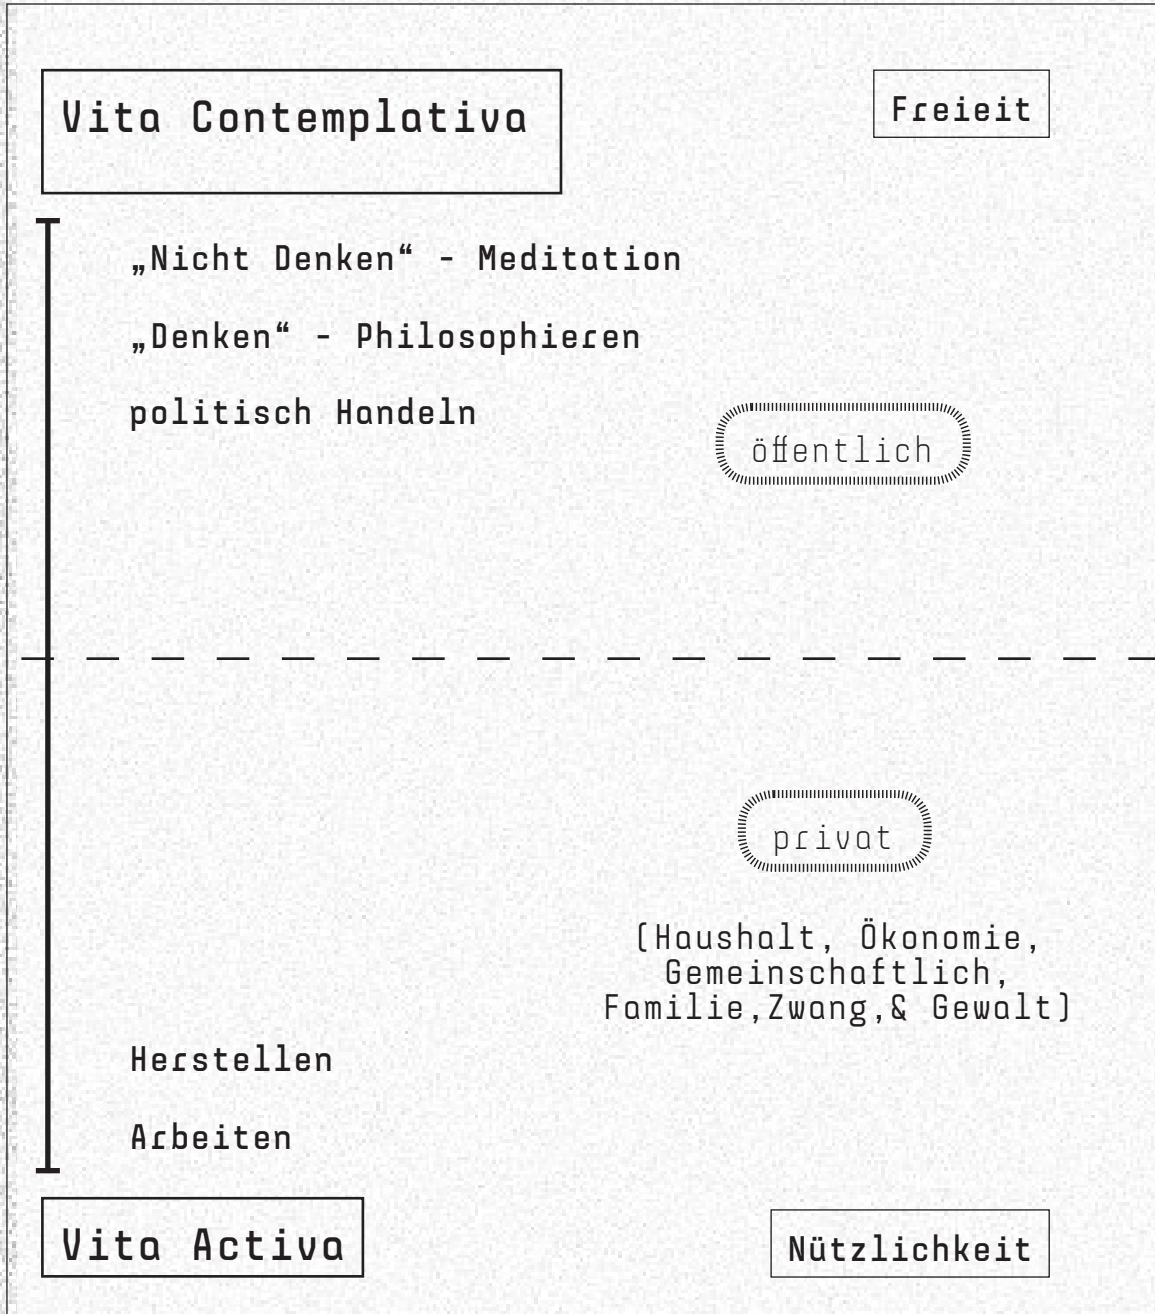 Vita Contemplativa
Freieit
„Nicht Denken“ - Meditation
„Denken“ - Philosophieren
politisch Handeln
öffentlich
privat
(Haushalt, Ökonomie,
Gemeinschaftlich,
Familie,Zwang,& Gewalt)
Herstellen
Arbeiten
Vita Activa
Nützlichkeit